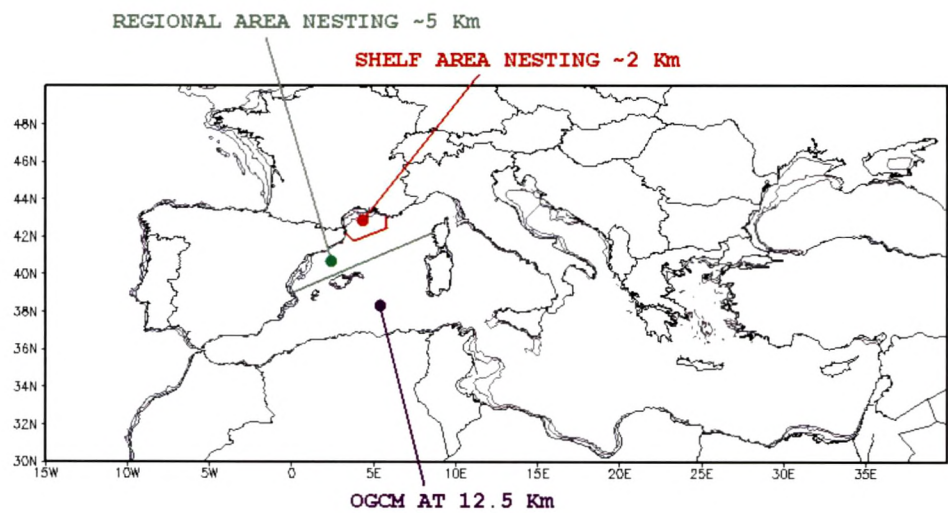 REGIONAL AREA NESTING ~5 Km
SHELF AREA NESTING ~2 Km
48N
46N
44N
42N
40N
38N
36N
34N
32N
30N
15W
10W
5W
0
5E
10E
15E
20E
25E
30E
35E
OGCM AT 12.5 Km